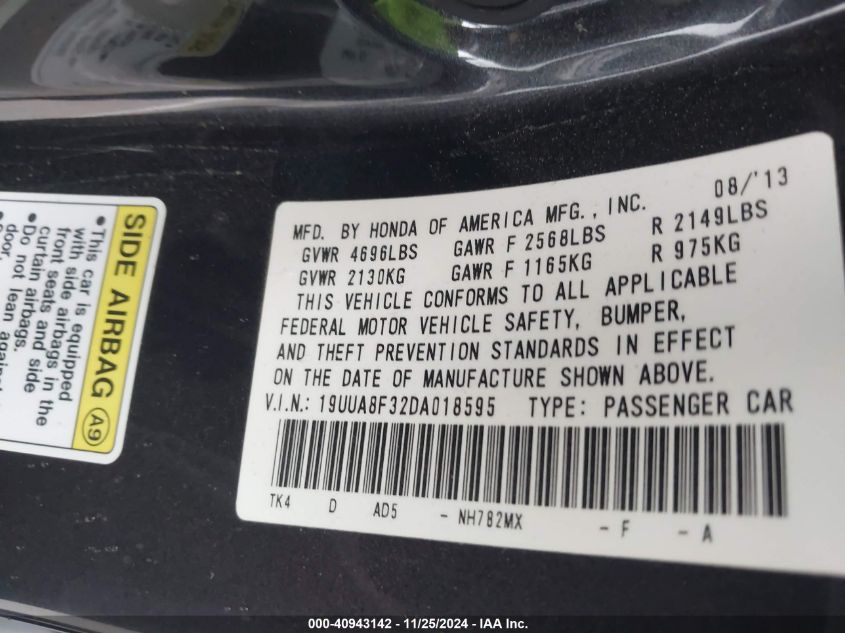 MFD. BY HONDA OF AMERICA MFG., INC. 08/'13
GVWR 4696LBS GAWR F 2568LBS R 2149LBS
GVWR 2130KG GAWR F 1165KG R 975KG
THIS VEHICLE CONFORMS TO ALL APPLICABLE
FEDERAL MOTOR VEHICLE SAFETY, BUMPER,
AND THEFT PREVENTION STANDARDS IN EFFECT
ON THE DATE OF MANUFACTURE SHOWN ABOVE.
V.I.N.: 19UUA8F32DA018595 TYPE: PASSENGER CAR
TK4 D AD5 - NH782MX - F - A
SIDE AIRBAG A9
•This car is equipped
with side airbags in the
front seats and side
curtain airbags.
•Do not lean against
door.
000-40943142 - 11/25/2024 - IAA Inc.